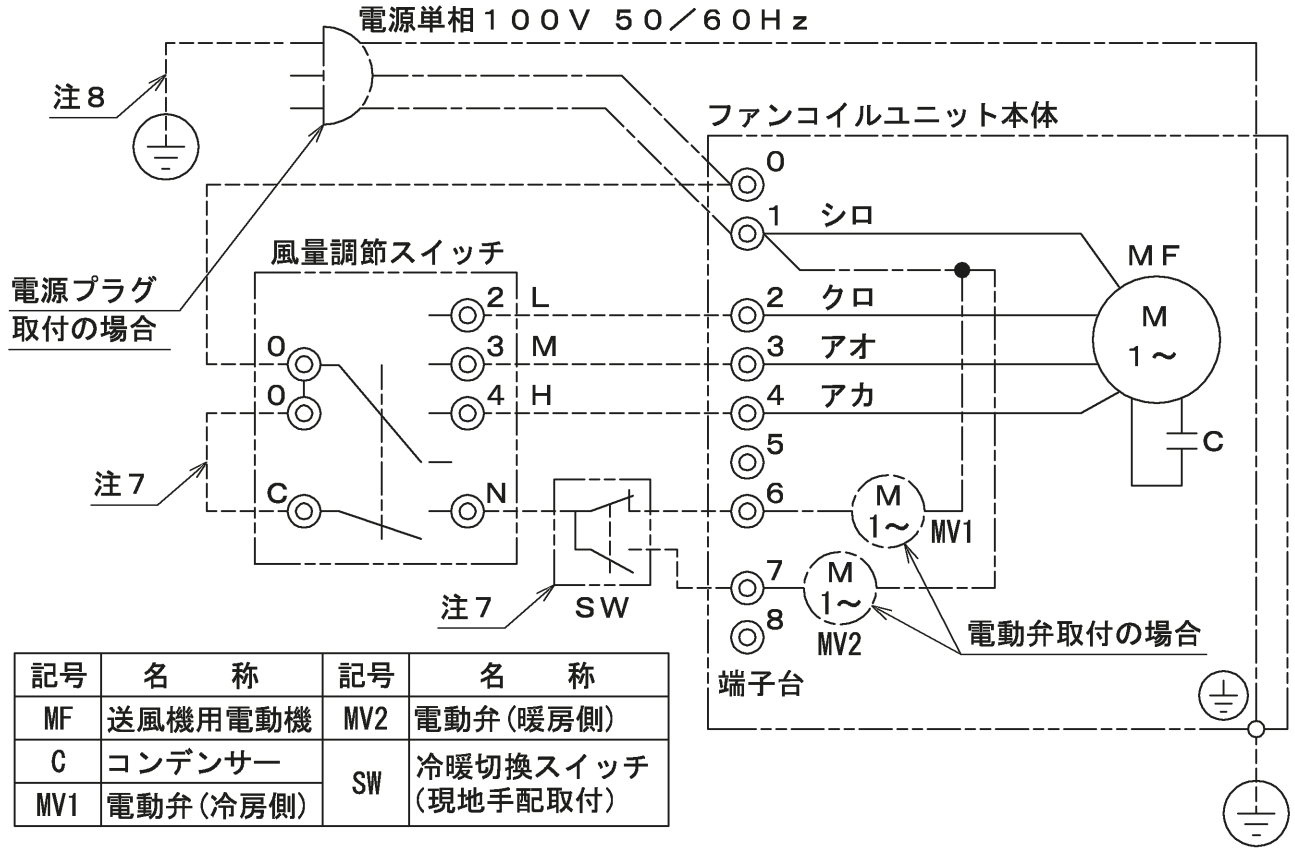 電源単相１００Ｖ ５０／６０Ｈｚ
注８
ファンコイルユニット本体
0
1 シロ
風量調節スイッチ
MF
電源プラグ
取付の場合
2 L
2 クロ
M
1～
0
3 M
3 アオ
0
4 H
4 アカ
5
C
注７
C
N
6
M
1～
MV1
7
M
1～
注７
SW
8
MV2
電動弁取付の場合
端子台
記号 名 称 記号 名 称
MF 送風機用電動機 MV2 電動弁(暖房側)
C コンデンサー
SW 冷暖切換スイッチ
(現地手配取付)
MV1 電動弁(冷房側)